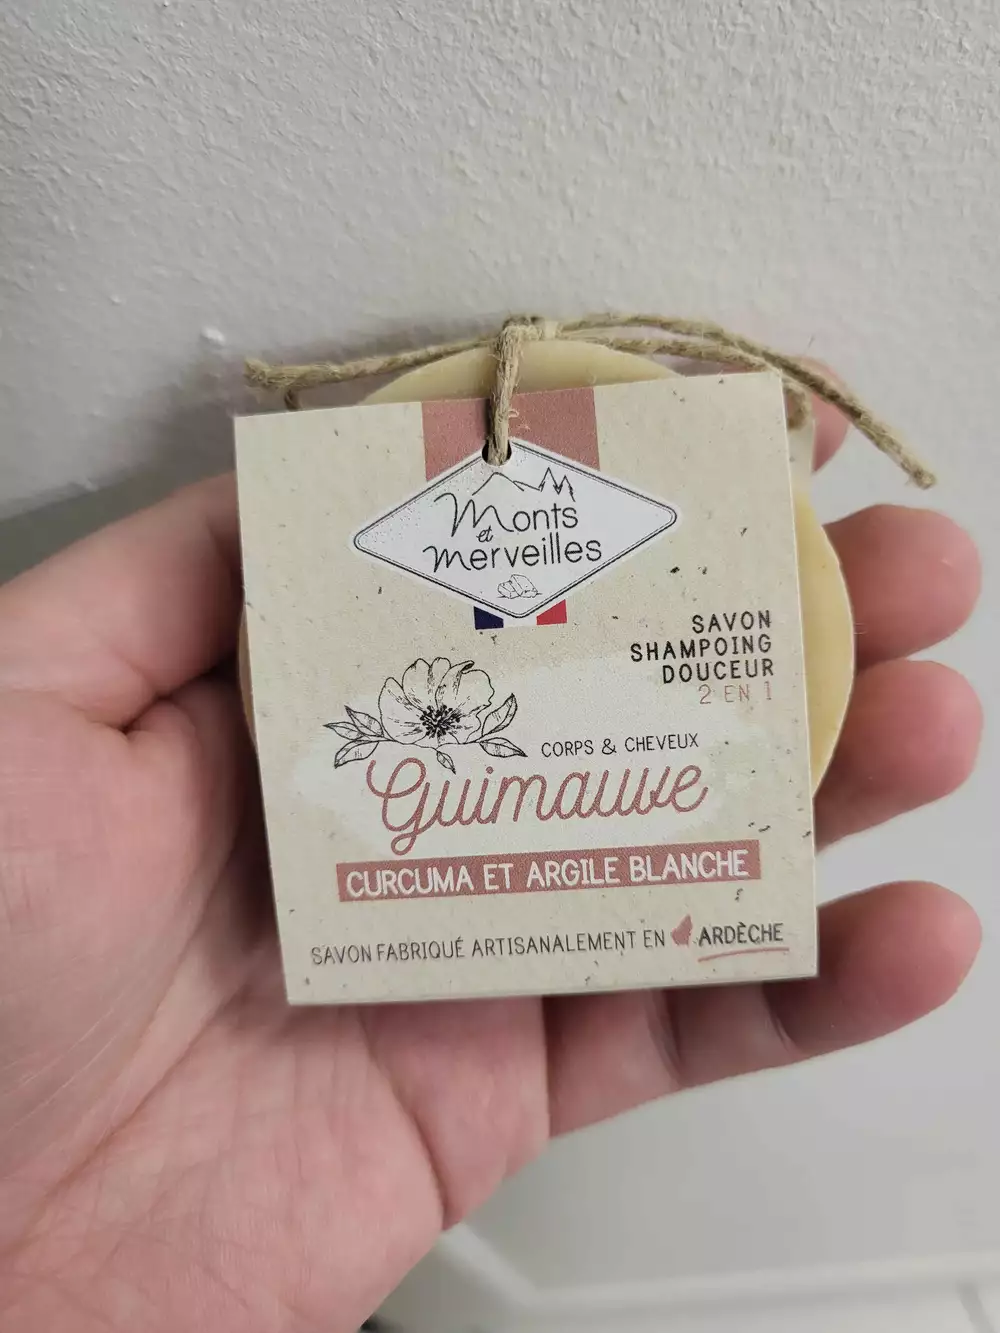 Monts
et
merveilles
SAVON
SHAMPOING
DOUCEUR
2 EN 1
CORPS & CHEVEUX
Guimauve
CURCUMA ET ARGILE BLANCHE
SAVON FABRIQUÉ ARTISANALEMENT EN ARDÈCHE